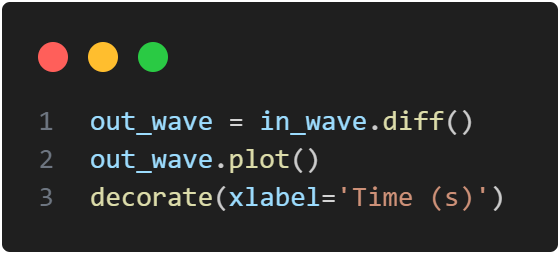 1 out_wave = in_wave.diff()
2 out_wave.plot()
3 decorate(xlabel='Time (s)')